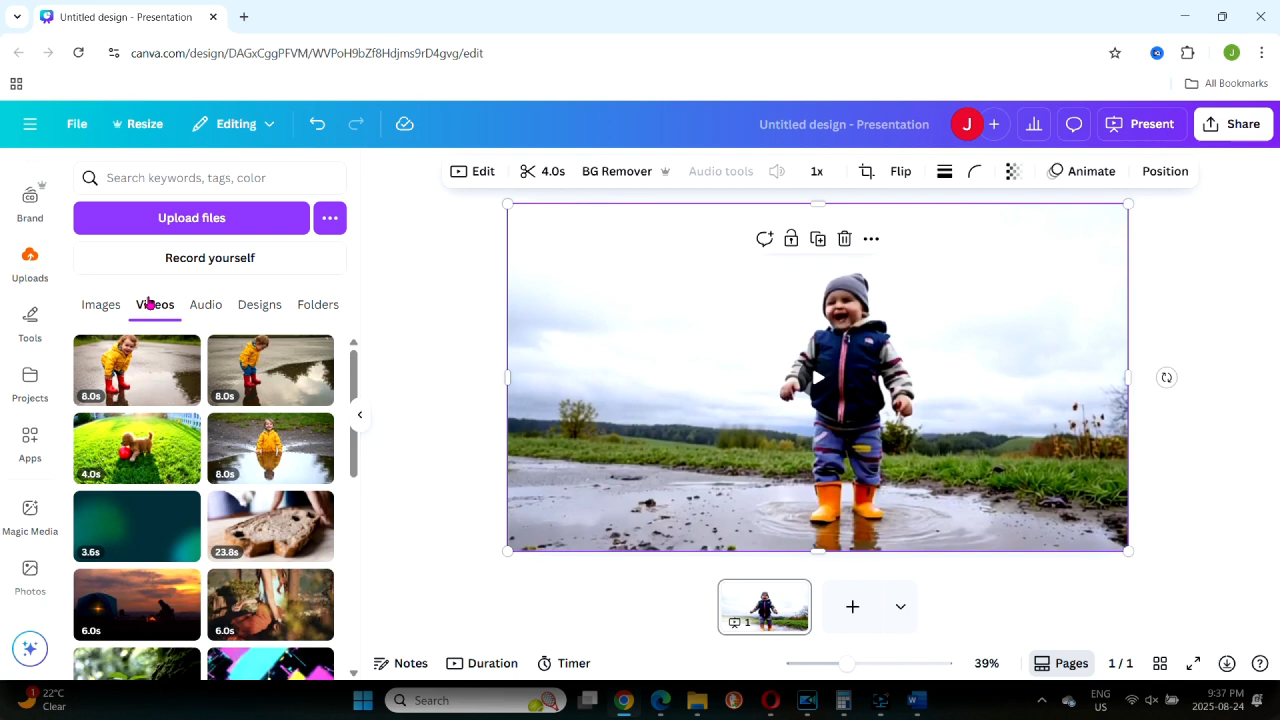 Untitled design - Presentation
canva.com/design/DAGxCggPFVM/WVPoH9bZf8Hdjms9rD4gvg/edit
J
All Bookmarks
File
Resize
Editing
Untitled design - Presentation
J
Present
Share
Brand
Uploads
Tools
Projects
Apps
Magic Media
Photos
Search keywords, tags, color
Upload files
Record yourself
Images
Videos
Audio
Designs
Folders
8.0s
8.0s
4.0s
8.0s
3.6s
23.8s
6.0s
6.0s
Edit
4.0s
BG Remover
Audio tools
1x
Flip
Animate
Position
1
Notes
Duration
Timer
39%
Pages
1 / 1
1
22°C
Clear
Search
ENG
US
9:37 PM
2025-08-24